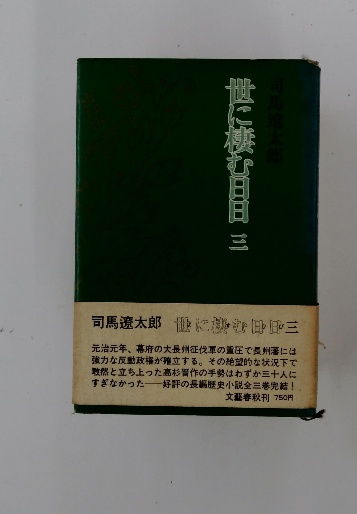 世に棲む日日 三
司馬遼太郎
司馬遼太郎 世に棲む日日 三
元治元年、幕府の大長州征伐軍の重圧で長州藩には
強力な反動政権が確立する。その絶望的な状況下で
敢然と立ち上った高杉晋作の手勢はわずか三十人に
すぎなかった——好評の長編歴史小説全三巻完結!
文藝春秋刊 750円